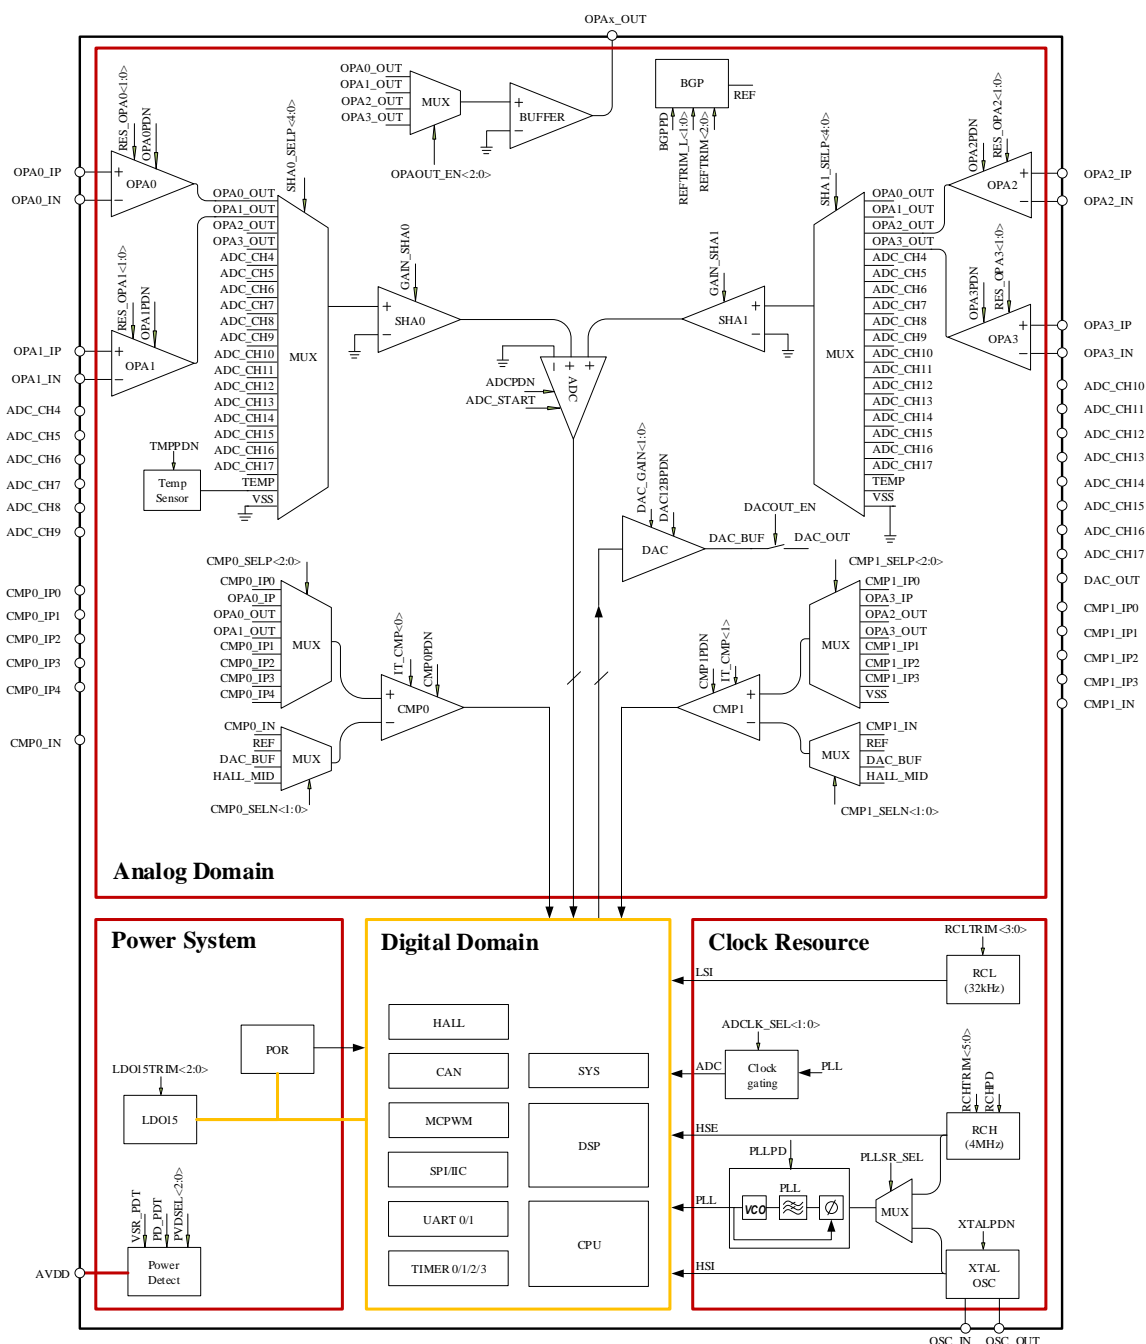 OPAx_OUT
OPA0_OUT
OPA1_OUT
OPA2_OUT
OPA3_OUT
MUX
BUFFER
OPAOUT_EN<2:0>
BGP
REF
BGPPD
REFTRIM_L<1:0>
REFTRIM<2:0>
RES_OPA0<1:0>
OPA0PDN
OPA0_IP
OPA0_IN
OPA0
RES_OPA1<1:0>
OPA1PDN
OPA1_IP
OPA1_IN
OPA1
ADC_CH4
ADC_CH5
ADC_CH6
ADC_CH7
ADC_CH8
ADC_CH9
TMPPDN
Temp
Sensor
SHA0_SELP<4:0>
OPA0_OUT
OPA1_OUT
OPA2_OUT
OPA3_OUT
ADC_CH4
ADC_CH5
ADC_CH6
ADC_CH7
ADC_CH8
ADC_CH9
ADC_CH10
ADC_CH11
ADC_CH12
ADC_CH13
ADC_CH14
ADC_CH15
ADC_CH16
ADC_CH17
TEMP
VSS
MUX
GAIN_SHA0
SHA0
GAIN_SHA1
SHA1
ADCPDN
ADC_START
ADC
SHA1_SELP<4:0>
OPA0_OUT
OPA1_OUT
OPA2_OUT
OPA3_OUT
ADC_CH4
ADC_CH5
ADC_CH6
ADC_CH7
ADC_CH8
ADC_CH9
ADC_CH10
ADC_CH11
ADC_CH12
ADC_CH13
ADC_CH14
ADC_CH15
ADC_CH16
ADC_CH17
TEMP
VSS
MUX
OPA2PDN
RES_OPA2<1:0>
OPA2
OPA2_IP
OPA2_IN
OPA3PDN
RES_OPA3<1:0>
OPA3
OPA3_IP
OPA3_IN
ADC_CH10
ADC_CH11
ADC_CH12
ADC_CH13
ADC_CH14
ADC_CH15
ADC_CH16
ADC_CH17
DAC_OUT
CMP1_IP0
CMP1_IP1
CMP1_IP2
CMP1_IP3
CMP1_IN
DAC_GAIN<1:0>
DAC12BPDN
DAC
DAC_BUF
DACOUT_EN
DAC_OUT
CMP0_IP0
CMP0_IP1
CMP0_IP2
CMP0_IP3
CMP0_IP4
CMP0_IN
CMP0_SELP<2:0>
CMP0_IP0
OPA0_IP
OPA0_OUT
OPA1_OUT
CMP0_IP1
CMP0_IP2
CMP0_IP3
CMP0_IP4
MUX
CMP0_IN
REF
DAC_BUF
HALL_MID
MUX
CMP0_SELN<1:0>
IT_CMP<0>
CMP0PDN
CMP0
CMP1PDN
IT_CMP<1>
CMP1
CMP1_SELP<2:0>
CMP1_IP0
OPA3_IP
OPA2_OUT
OPA3_OUT
CMP1_IP1
CMP1_IP2
CMP1_IP3
VSS
MUX
CMP1_IN
REF
DAC_BUF
HALL_MID
MUX
CMP1_SELN<1:0>
Analog Domain
Power System
POR
LDO15TRIM<2:0>
LDO15
VSR_PDT
PD_PDT
PVDSEL<2:0>
Power
Detect
AVDD
Digital Domain
HALL
CAN
MCPWM
SPI/IIC
UART 0/1
TIMER 0/1/2/3
SYS
DSP
CPU
Clock Resource
RCLTRIM<3:0>
RCL
(32kHz)
LSI
ADCLK_SEL<1:0>
Clock
gating
ADC
PLL
RCHTRIM<5:0>
RCHPD
RCH
(4MHz)
HSE
PLLPD
PLL
VCO
PLL
PLLSR_SEL
MUX
XTALPDN
XTAL
OSC
HSI
OSC_IN
OSC_OUT